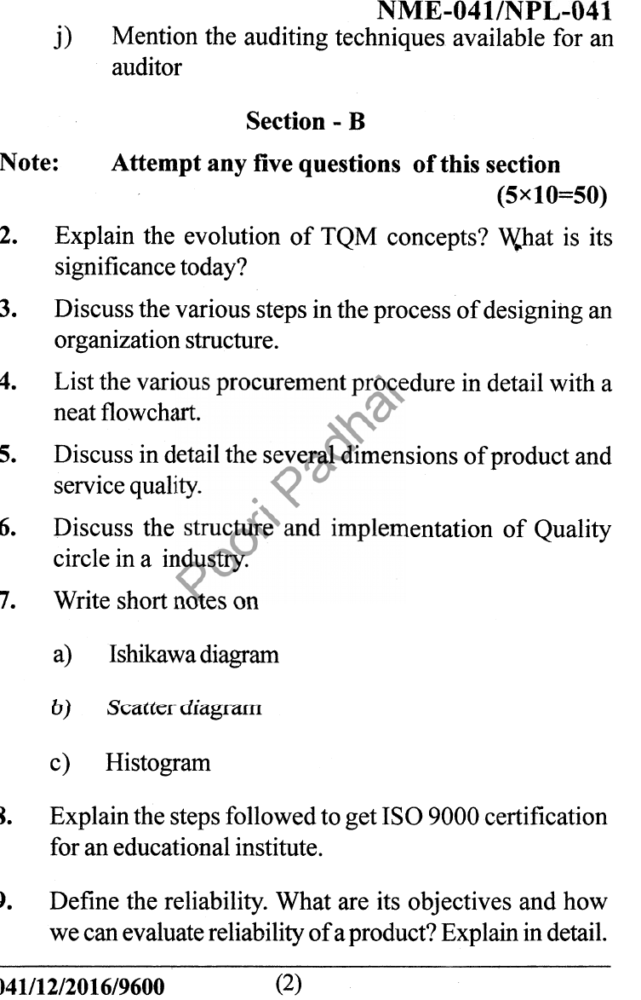 NME-041/NPL-041
j) Mention the auditing techniques available for an
auditor
Section - B
Note: Attempt any five questions of this section
(5×10=50)
2. Explain the evolution of TQM concepts? What is its
significance today?
3. Discuss the various steps in the process of designing an
organization structure.
4. List the various procurement procedure in detail with a
neat flowchart.
5. Discuss in detail the several dimensions of product and
service quality.
6. Discuss the structure and implementation of Quality
circle in a industry.
Poori Padhai
7. Write short notes on
a) Ishikawa diagram
b) Scatter diagram
c) Histogram
8. Explain the steps followed to get ISO 9000 certification
for an educational institute.
9. Define the reliability. What are its objectives and how
we can evaluate reliability of a product? Explain in detail.
041/12/2016/9600 (2)